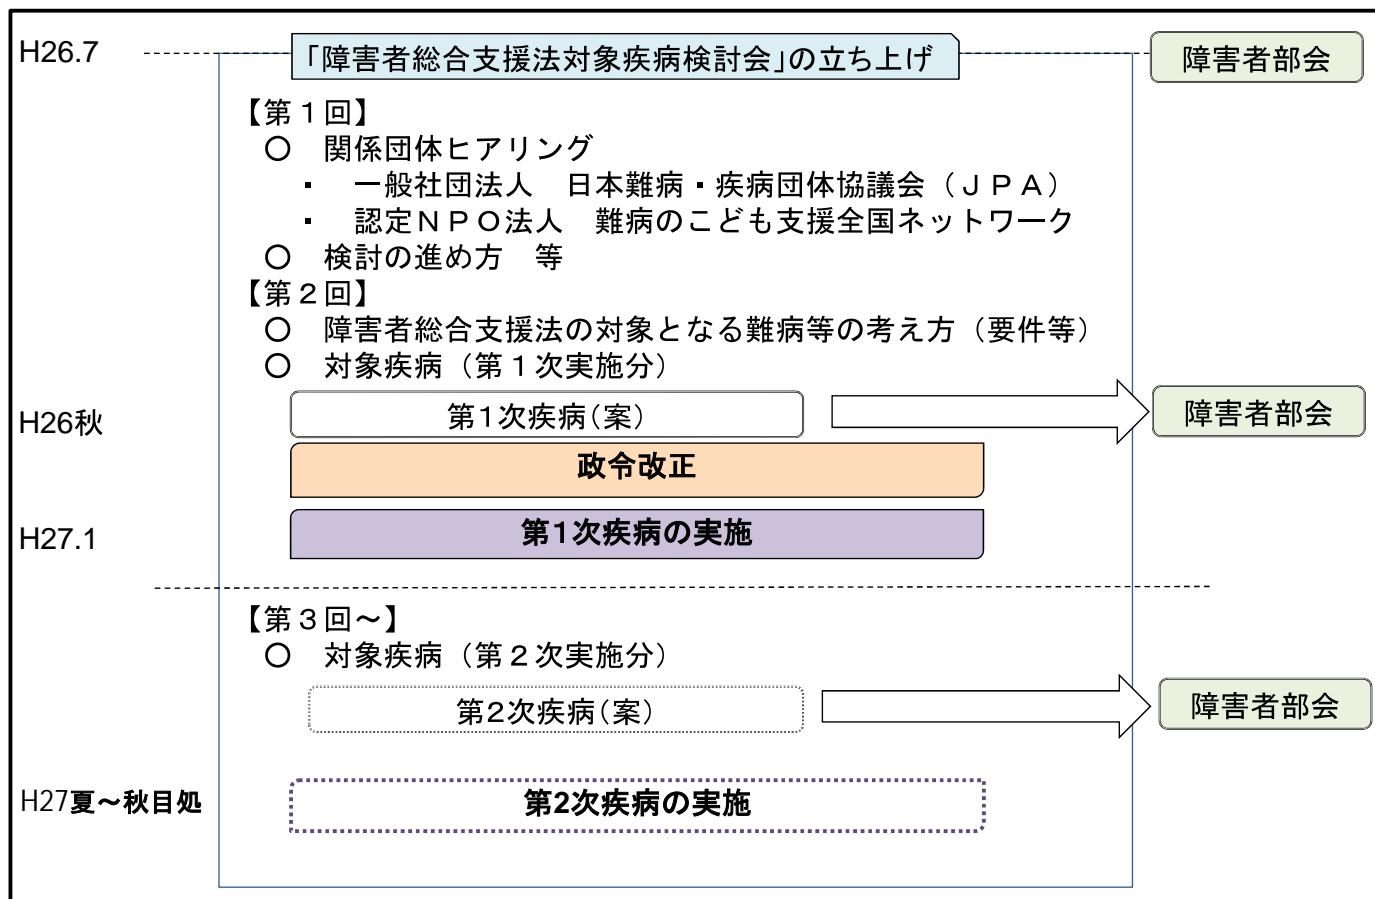 H26.7
「障害者総合支援法対象疾病検討会」の立ち上げ
障害者部会
【第１回】
○　関係団体ヒアリング
・　一般社団法人　日本難病・疾病団体協議会（ＪＰＡ）
・　認定ＮＰＯ法人　難病のこども支援全国ネットワーク
○　検討の進め方　等
【第２回】
○　障害者総合支援法の対象となる難病等の考え方（要件等）
○　対象疾病（第１次実施分）
H26秋
第1次疾病（案）
障害者部会
政令改正
H27.1
第1次疾病の実施
【第３回～】
○　対象疾病（第２次実施分）
第2次疾病（案）
障害者部会
H27夏～秋目処
第2次疾病の実施